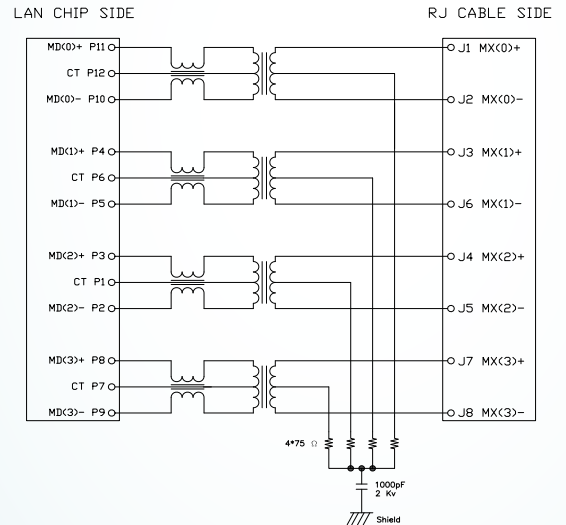 LAN CHIP SIDE RJ CABLE SIDE
MD(0)+ P11 J1 MX(0)+
CT P12
MD(0)- P10 J2 MX(0)-
MD(1)+ P4 J3 MX(1)+
CT P6
MD(1)- P5 J6 MX(1)-
MD(2)+ P3 J4 MX(2)+
CT P1
MD(2)- P2 J5 MX(2)-
MD(3)+ P8 J7 MX(3)+
CT P7
MD(3)- P9 J8 MX(3)-
4*75 Ω
1000pF
2 Kv
Shield